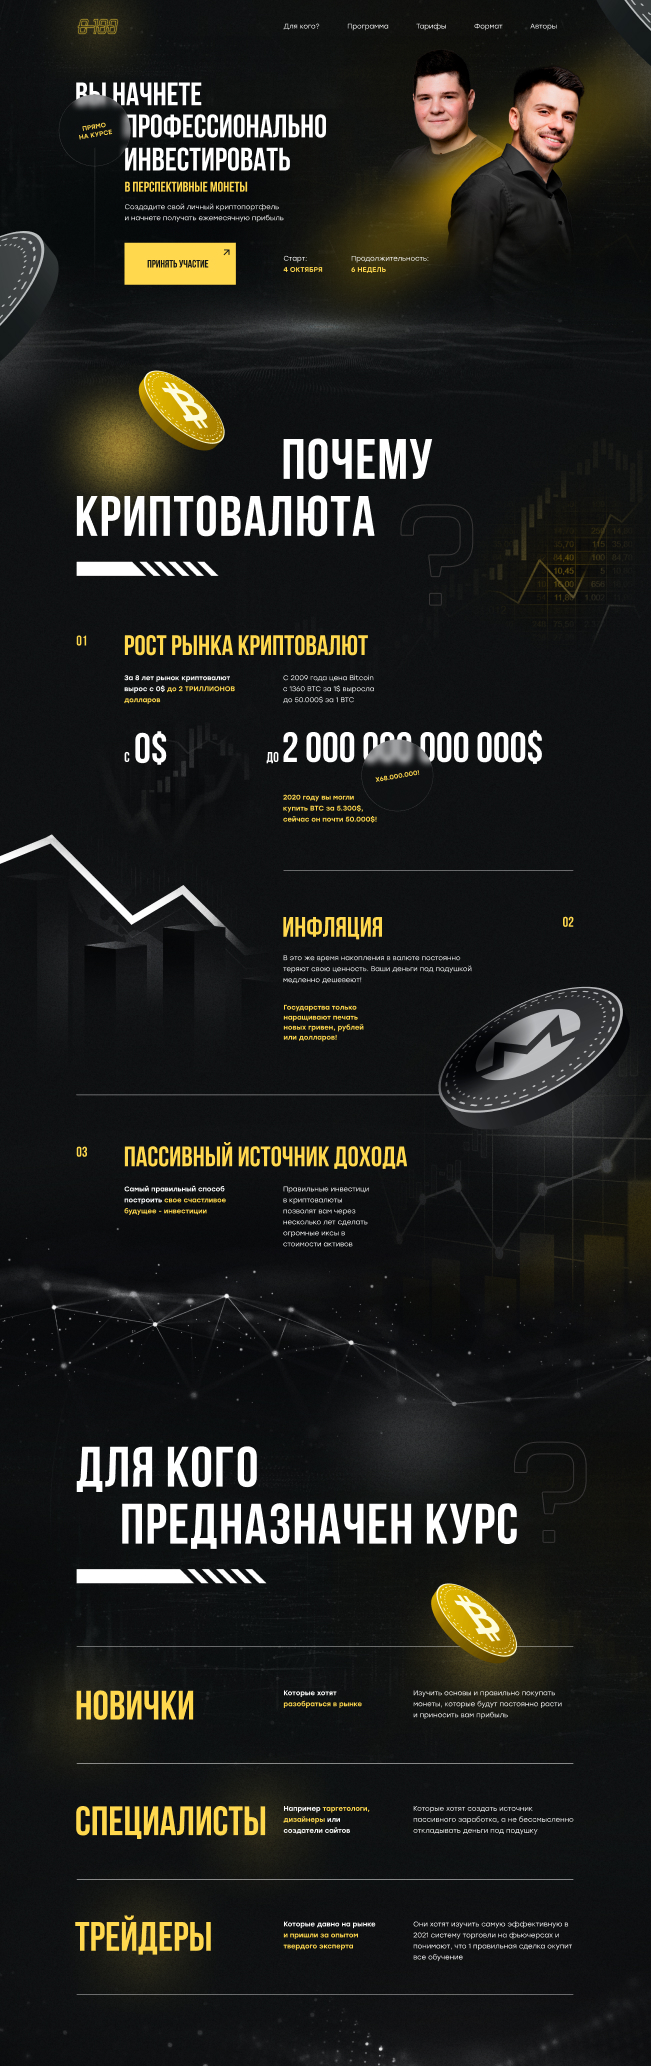 0-100
Для кого? Программа Тарифы Формат Авторы
ВЫ НАЧНЕТЕ
ПРОФЕССИОНАЛЬНО
ИНВЕСТИРОВАТЬ
ПРЯМО
НА КУРСЕ
В ПЕРСПЕКТИВНЫЕ МОНЕТЫ
Создадите свой личный криптопортфель
и начнете получать ежемесячную прибыль
ПРИНЯТЬ УЧАСТИЕ
Старт:
4 ОКТЯБРЯ
Продолжительность:
6 НЕДЕЛЬ
ПОЧЕМУ
КРИПТОВАЛЮТА
?
01
РОСТ РЫНКА КРИПТОВАЛЮТ
За 8 лет рынок криптовалют
вырос с 0$ до 2 ТРИЛЛИОНОВ
долларов
С 2009 года цена Bitcoin
с 1360 BTC за 1$ выросла
до 50.000$ за 1 BTC
с 0$
до 2 000 000 000 000$
X68.000.000!
2020 году вы могли
купить BTC за 5.300$,
сейчас он почти 50.000$!
ИНФЛЯЦИЯ
02
В это же время накопления в валюте постоянно
теряют свою ценность. Ваши деньги под подушкой
медленно дешевеют!
Государства только
наращивают печать
новых гривен, рублей
или долларов!
03
ПАССИВНЫЙ ИСТОЧНИК ДОХОДА
Самый правильный способ
построить свое счастливое
будущее - инвестиции
Правильные инвестици
в криптовалюты
позволят вам через
несколько лет сделать
огромные иксы в
стоимости активов
ДЛЯ КОГО
ПРЕДНАЗНАЧЕН КУРС
?
НОВИЧКИ
Которые хотят
разобраться в рынке
Изучить основы и правильно покупать
монеты, которые будут постоянно расти
и приносить вам прибыль
СПЕЦИАЛИСТЫ
Например таргетологи,
дизайнеры или
создатели сайтов
Которые хотят создать источник
пассивного заработка, а не бессмысленно
откладывать деньги под подушку
ТРЕЙДЕРЫ
Которые давно на рынке
и пришли за опытом
твердого эксперта
Они хотят изучить самую эффективную в
2021 систему торговли на фьючерсах и
понимают, что 1 правильная сделка окупит
все обучение